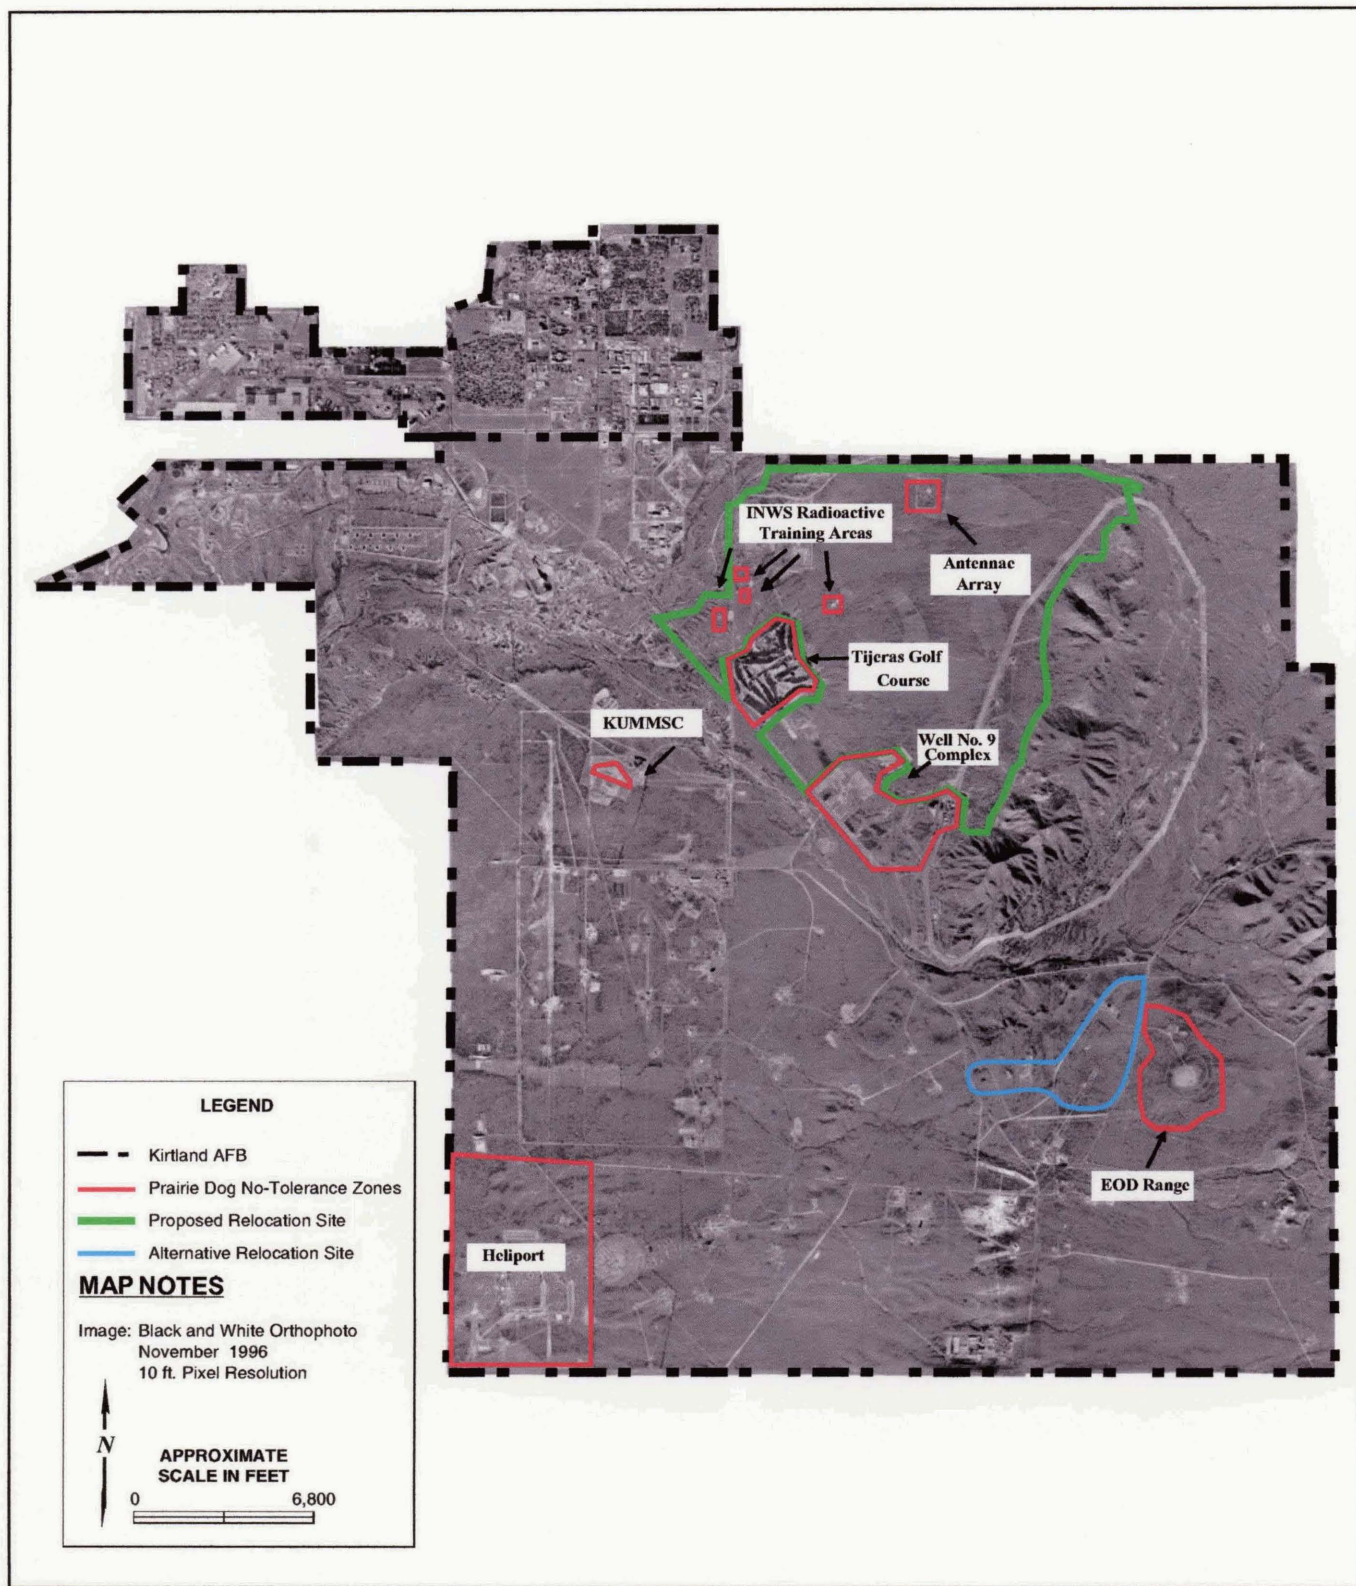 INWS Radioactive
Training Areas
Antennae
Array
Tijeras Golf
Course
KUMMSC
Well No. 9
Complex
EOD Range
Heliport
LEGEND
Kirtland AFB
Prairie Dog No-Tolerance Zones
Proposed Relocation Site
Alternative Relocation Site
MAP NOTES
Image: Black and White Orthophoto
November 1996
10 ft. Pixel Resolution
N
APPROXIMATE
SCALE IN FEET
0 6,800